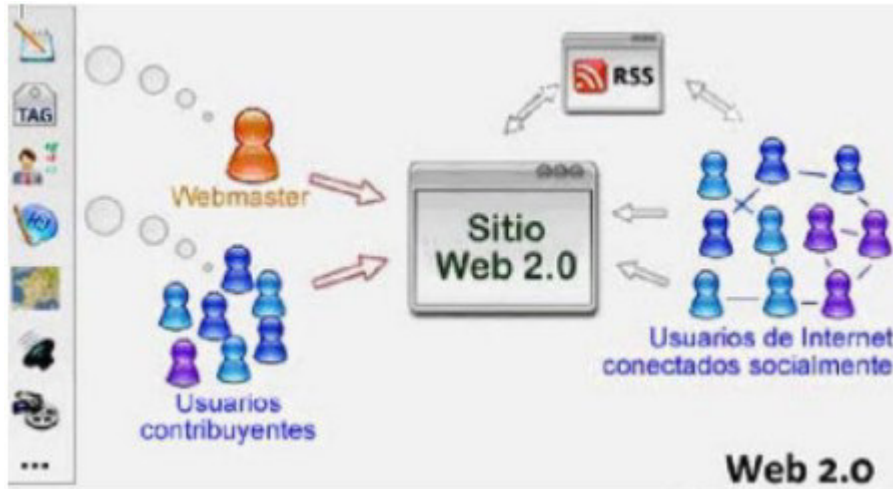 TAG
RSS
Webmaster
Sitio
Web 2.0
Usuarios
contribuyentes
Usuarios de Internet
conectados socialmente
Web 2.0